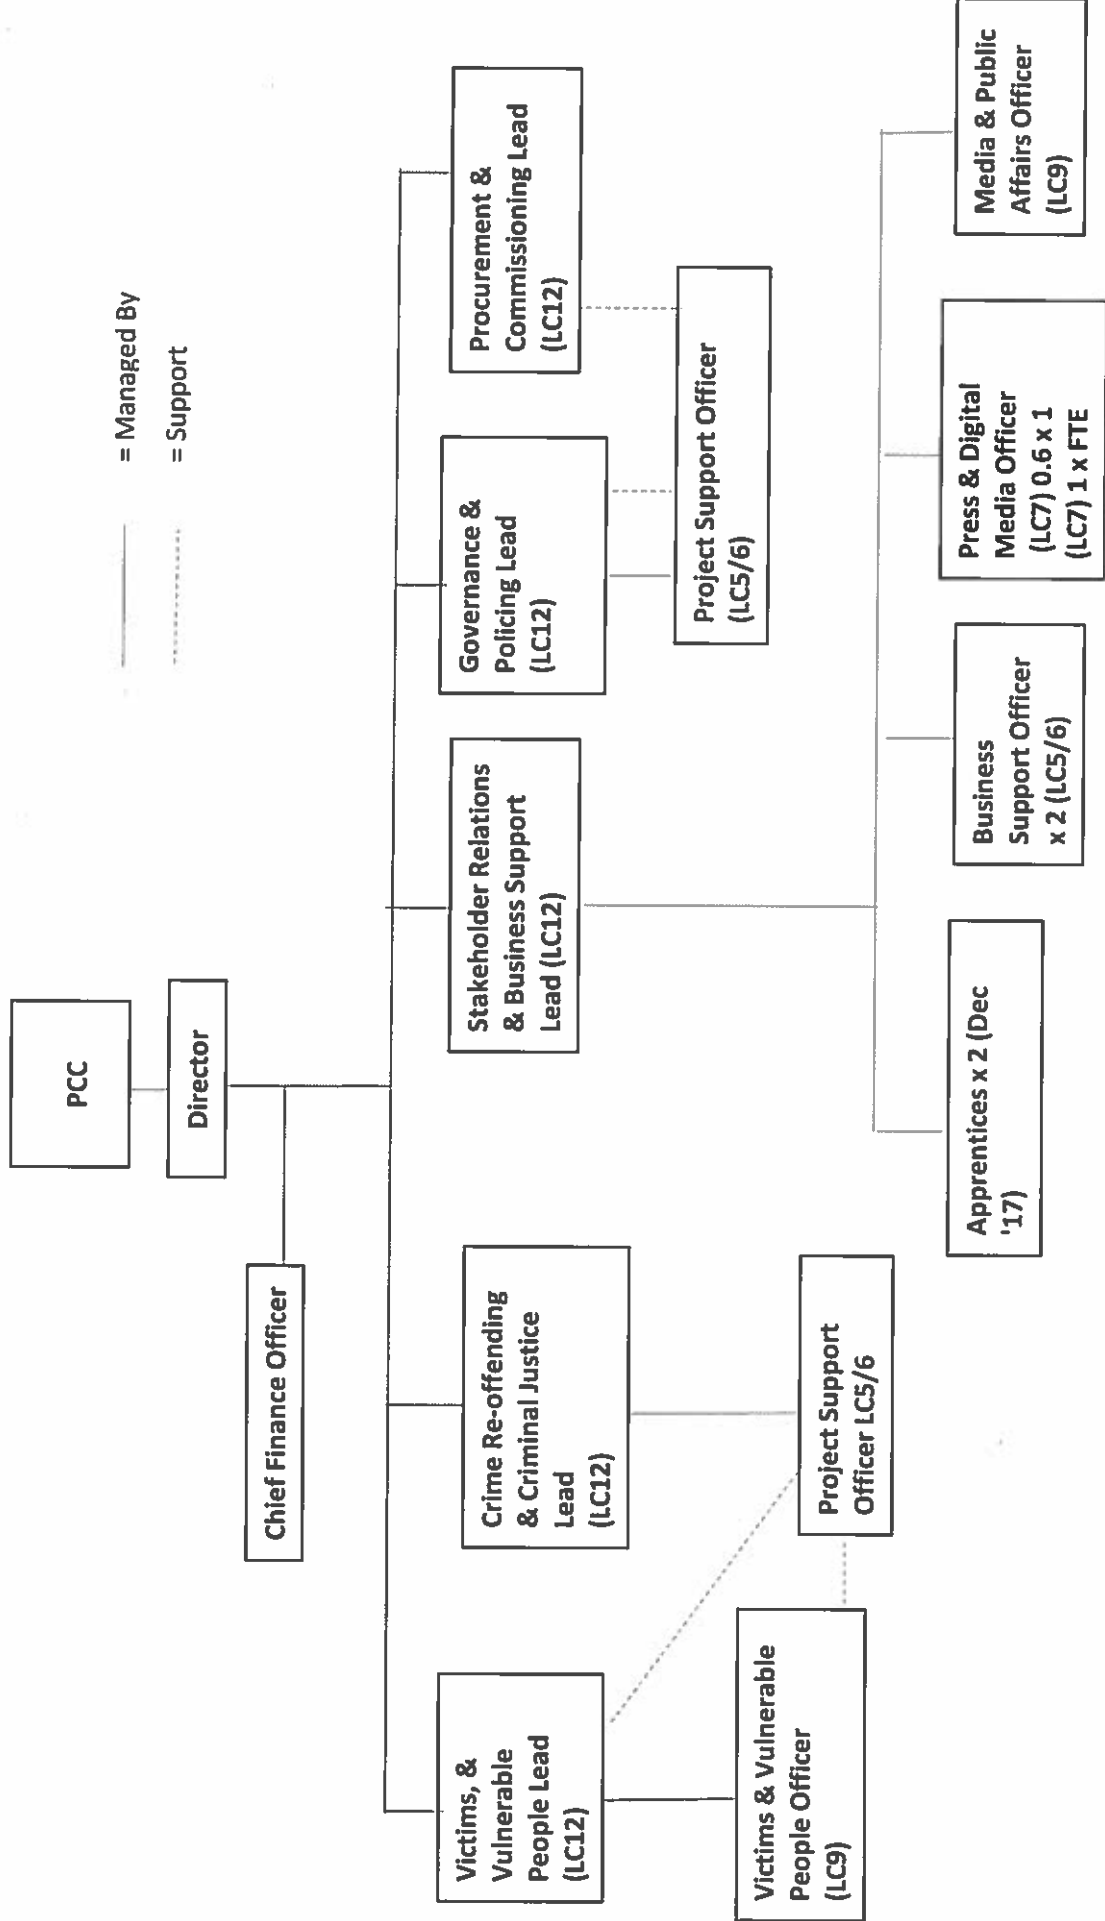 PCC
Director
Chief Finance Officer
= Managed By
= Support
Victims, &
Vulnerable
People Lead
(LC12)
Crime Re-offending
& Criminal Justice
Lead
(LC12)
Stakeholder Relations
& Business Support
Lead (LC12)
Governance &
Policing Lead
(LC12)
Procurement &
Commissioning Lead
(LC12)
Project Support Officer
(LC5/6)
Victims & Vulnerable
People Officer
(LC9)
Project Support
Officer LC5/6
Apprentices x 2 (Dec
'17)
Business
Support Officer
x 2 (LC5/6)
Press & Digital
Media Officer
(LC7) 0.6 x 1
(LC7) 1 x FTE
Media & Public
Affairs Officer
(LC9)